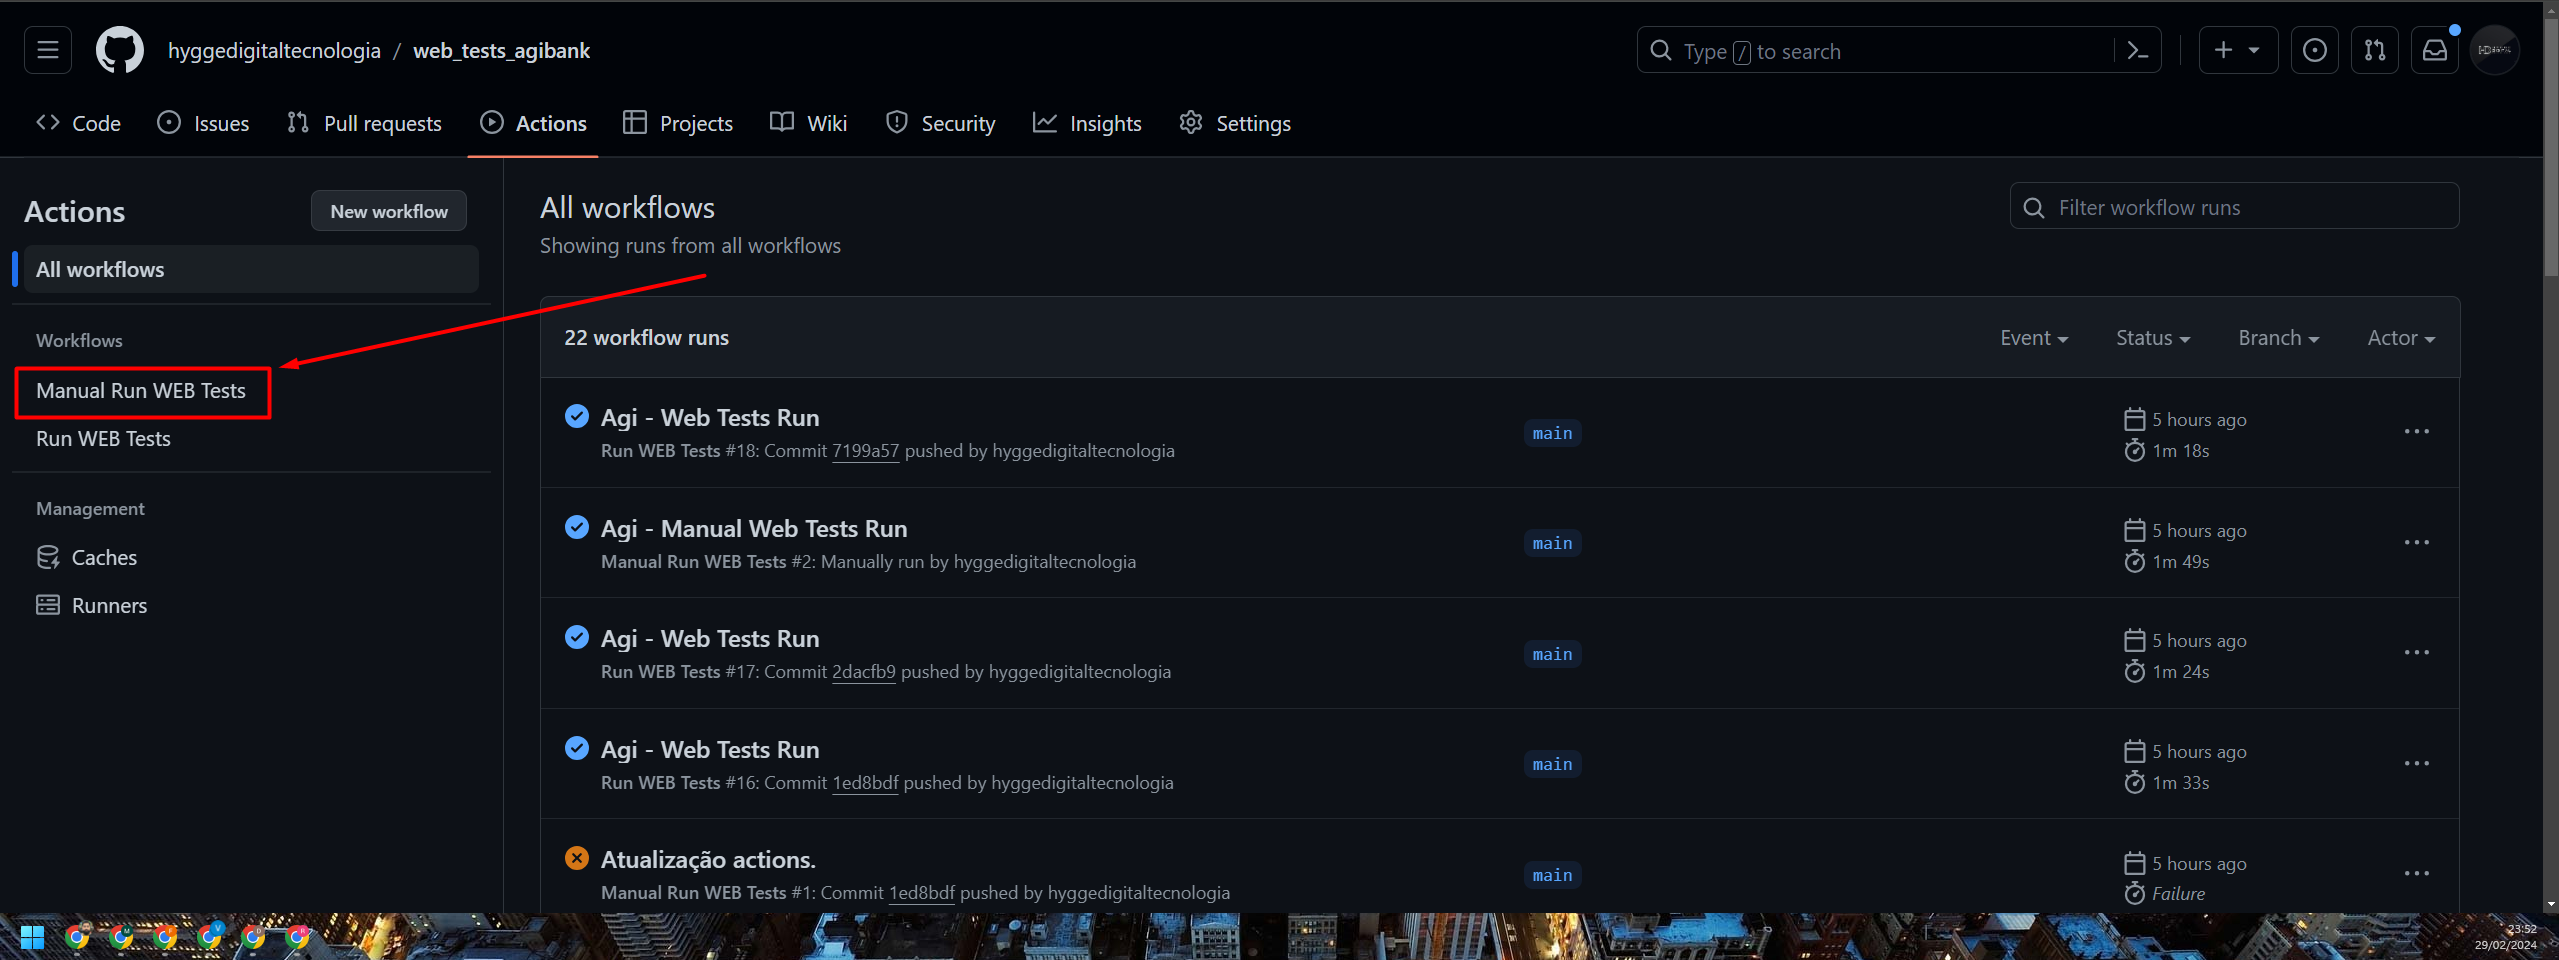 hyggedigitaltecnologia / web_tests_agibank
Type / to search
Code Issues Pull requests Actions Projects Wiki Security Insights Settings
Actions
New workflow
All workflows
Workflows
Manual Run WEB Tests
Run WEB Tests
Management
Caches
Runners
All workflows
Showing runs from all workflows
Filter workflow runs
22 workflow runs
Event Status Branch Actor
Agi - Web Tests Run
Run WEB Tests #18: Commit 7199a57 pushed by hyggedigitaltecnologia
main
5 hours ago
1m 18s
Agi - Manual Web Tests Run
Manual Run WEB Tests #2: Manually run by hyggedigitaltecnologia
main
5 hours ago
1m 49s
Agi - Web Tests Run
Run WEB Tests #17: Commit 2dacfb9 pushed by hyggedigitaltecnologia
main
5 hours ago
1m 24s
Agi - Web Tests Run
Run WEB Tests #16: Commit 1ed8bdf pushed by hyggedigitaltecnologia
main
5 hours ago
1m 33s
Atualização actions.
Manual Run WEB Tests #1: Commit 1ed8bdf pushed by hyggedigitaltecnologia
main
5 hours ago
Failure
23:52
29/02/2024